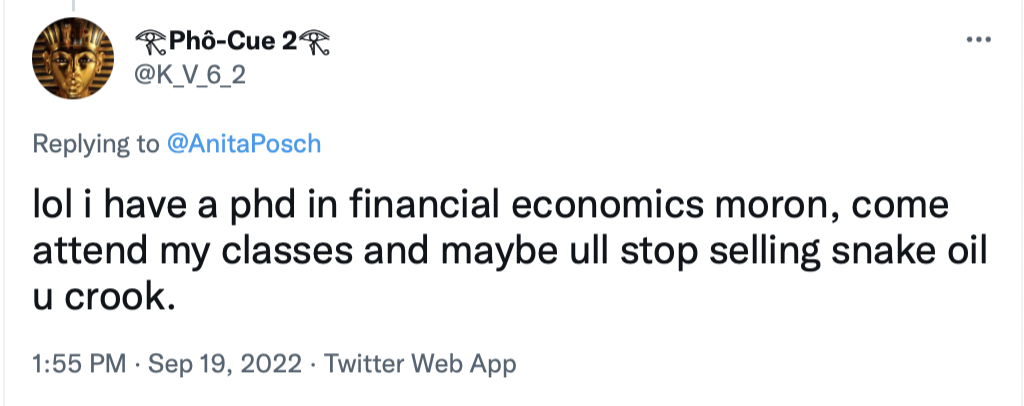 𓂀Phô-Cue 2𓂀
@K_V_6_2
Replying to @AnitaPosch
lol i have a phd in financial economics moron, come
attend my classes and maybe ull stop selling snake oil
u crook.
1:55 PM · Sep 19, 2022 · Twitter Web App